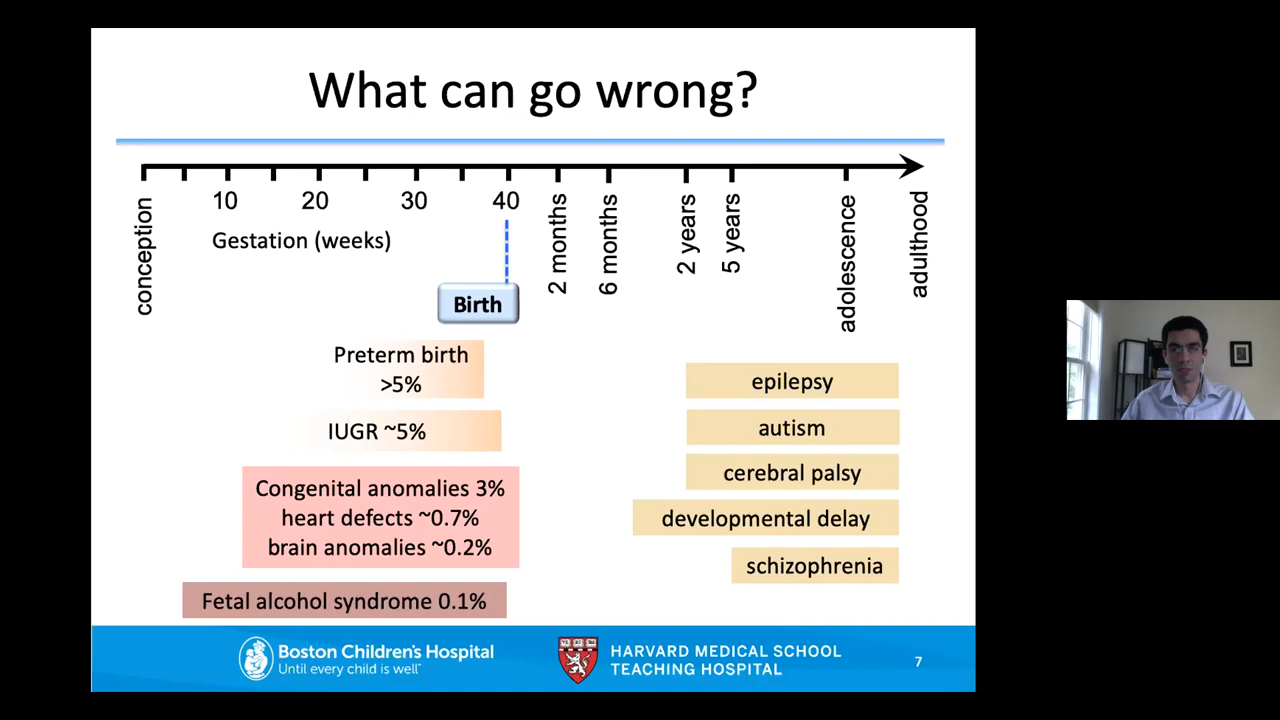 What can go wrong?
10 20 30 40
conception
Gestation (weeks)
2 months
6 months
2 years
5 years
adolescence
adulthood
Birth
Preterm birth
>5%
IUGR ~5%
Congenital anomalies 3%
heart defects ~0.7%
brain anomalies ~0.2%
Fetal alcohol syndrome 0.1%
epilepsy
autism
cerebral palsy
developmental delay
schizophrenia
Boston Children's Hospital
Until every child is well™
HARVARD MEDICAL SCHOOL
TEACHING HOSPITAL
7